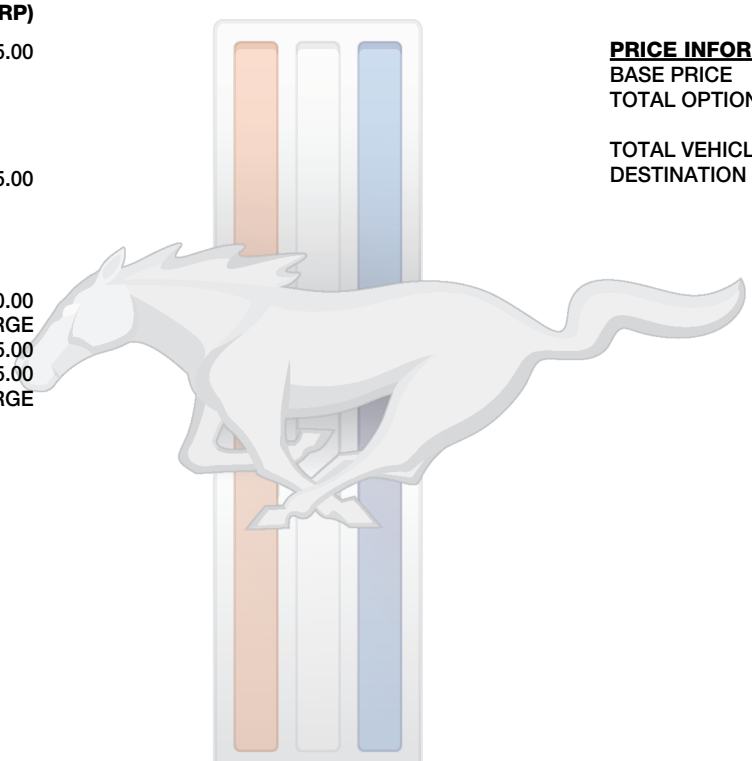 RP)
5.00
5.00
0.00
RGE
5.00
5.00
RGE
PRICE INFOR
BASE PRICE
TOTAL OPTION
TOTAL VEHICL
DESTINATION